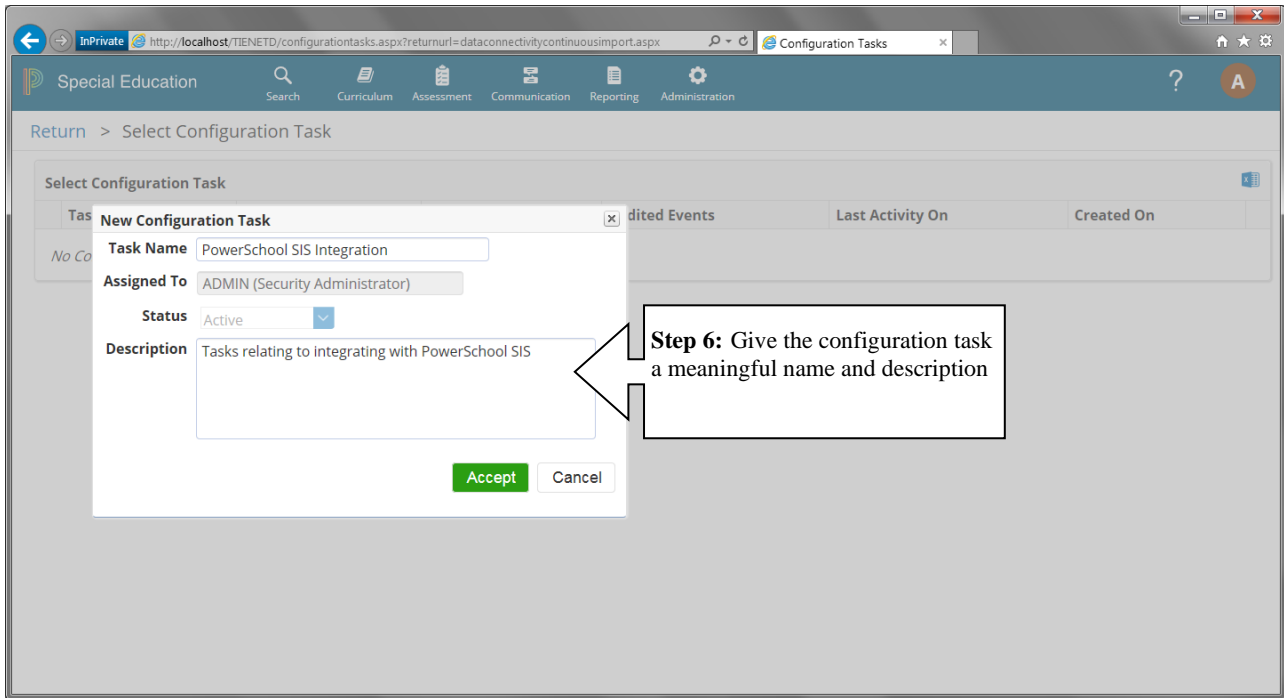 InPrivate http://localhost/TIENETD/configurationtasks.aspx?returnurl=dataconnectivitycontinuousimport.aspx Configuration Tasks
Special Education Search Curriculum Assessment Communication Reporting Administration ? A
Return > Select Configuration Task
Select Configuration Task
Tas dited Events Last Activity On Created On
No Co
New Configuration Task
Task Name PowerSchool SIS Integration
Assigned To ADMIN (Security Administrator)
Status Active
Description Tasks relating to integrating with PowerSchool SIS
Accept Cancel
Step 6: Give the configuration task
a meaningful name and description